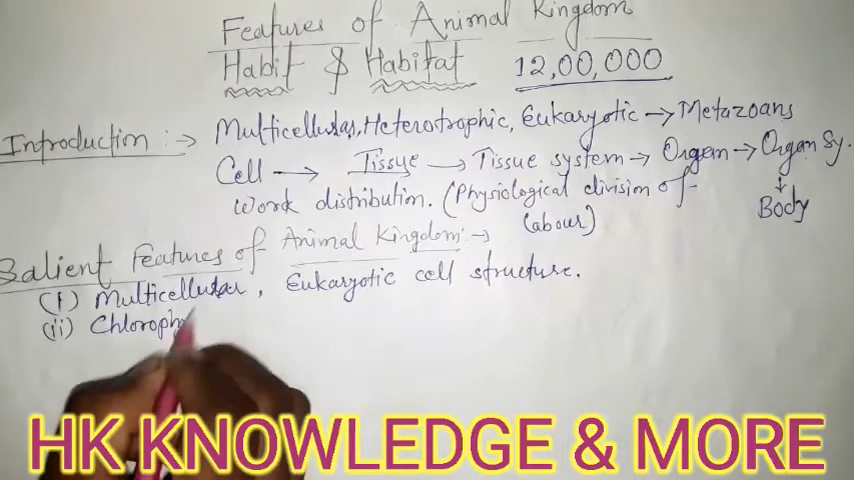 Features of Animal Kingdom
Habit & Habitat 12,00,000
Introduction :→ Multicellular, Heterotrophic, Eukaryotic → Metazoans
Cell → Tissue → Tissue system → Organ → Organ Sy.
↓
Work distribution. (Physiological division of Body
labour)
Salient Features of Animal Kingdom :→
(i) Multicellular, Eukaryotic cell structure.
(ii) Chlorophy
HK KNOWLEDGE & MORE